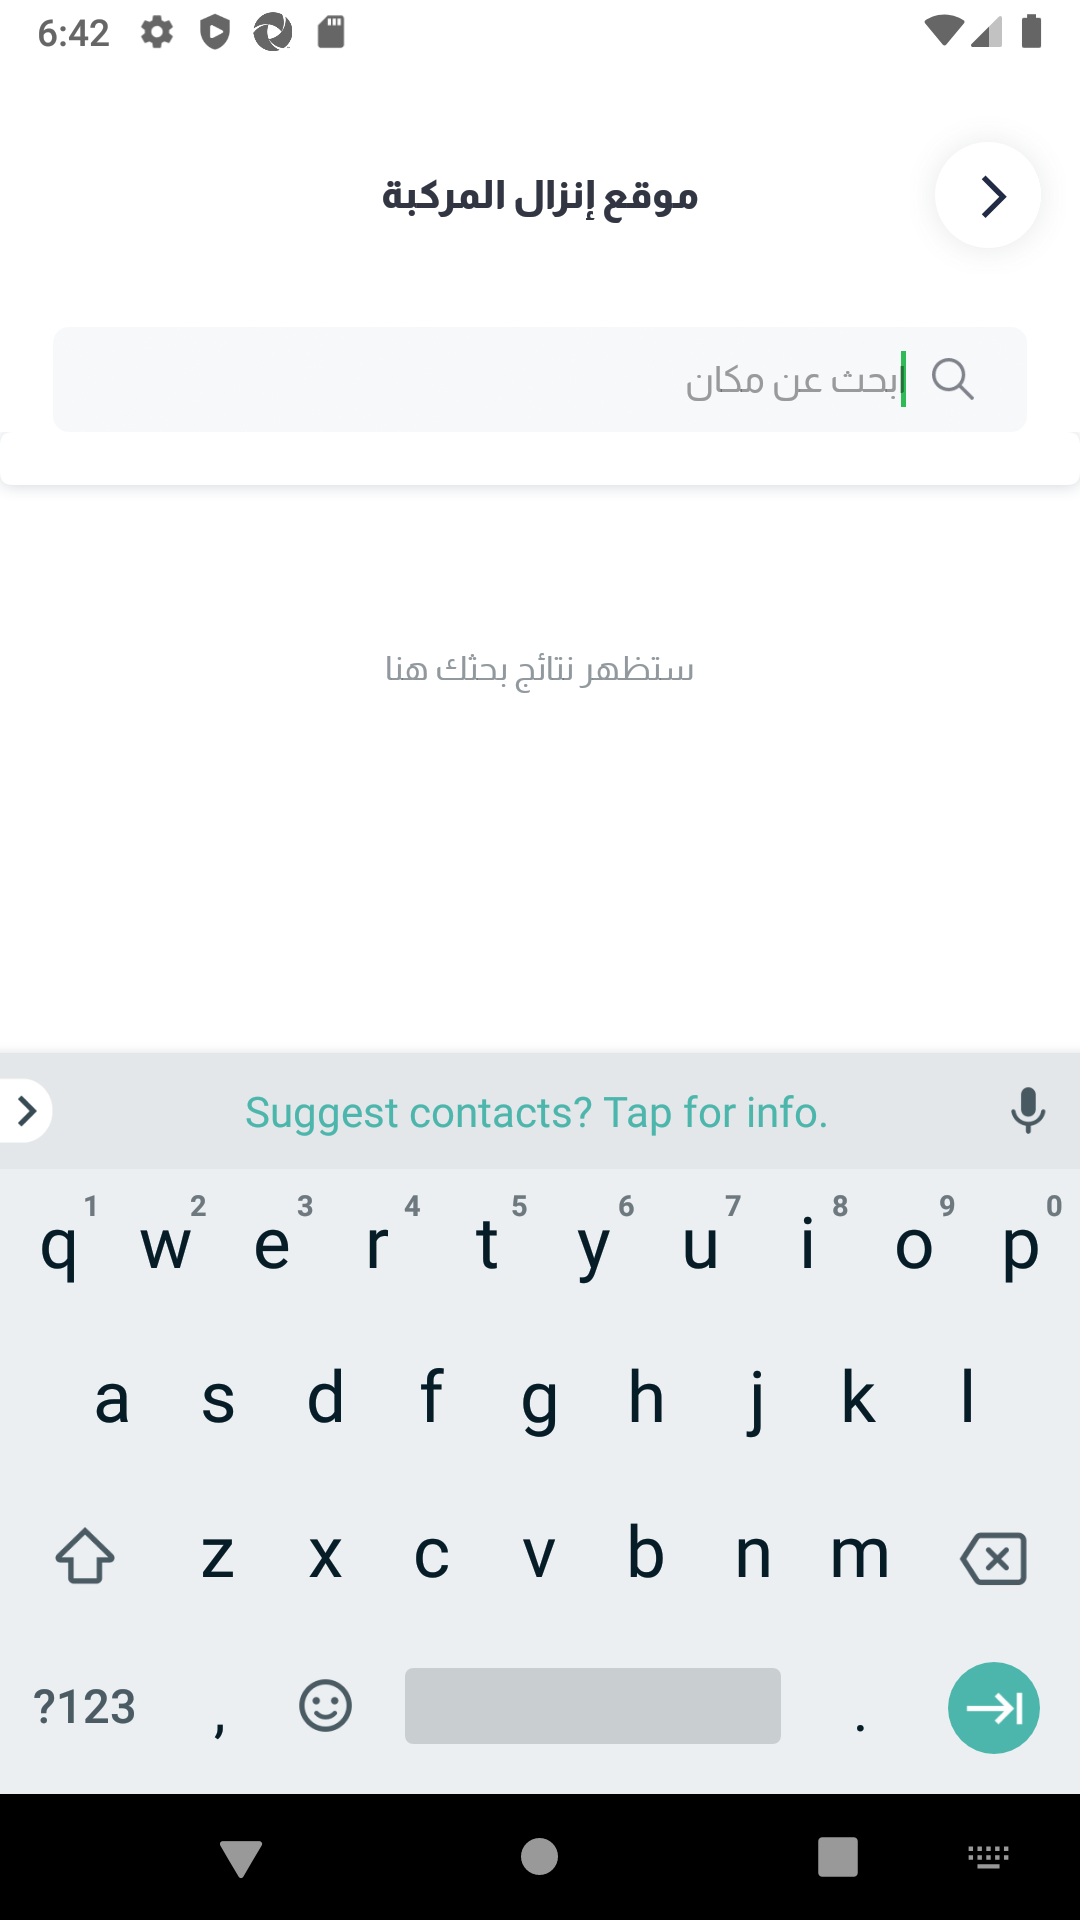 6:42
موقع إنزال المركبة
ابحث عن مكان
ستظهر نتائج بحثك هنا
Suggest contacts? Tap for info.
q 1 w 2 e 3 r 4 t 5 y 6 u 7 i 8 o 9 p 0
a s d f g h j k l
z x c v b n m
?123 , .